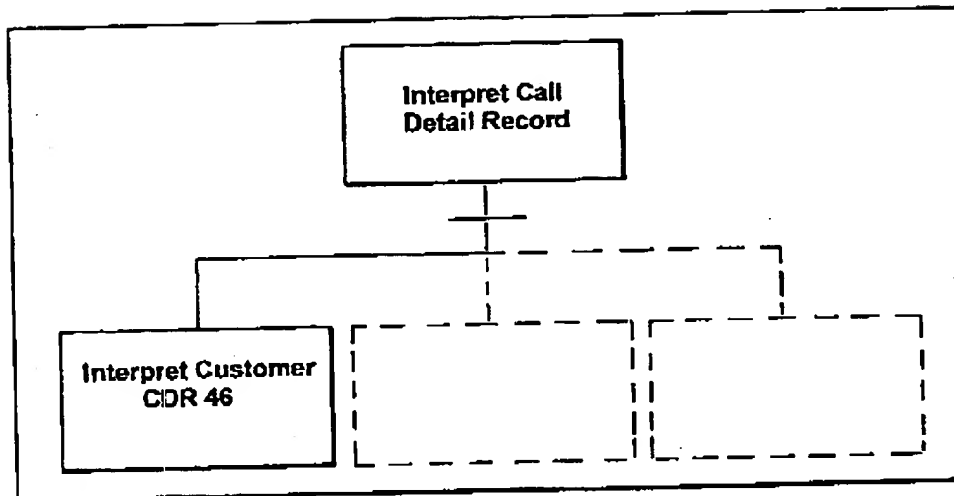 Interpret Call
Detail Record
Interpret Customer
CDR 46